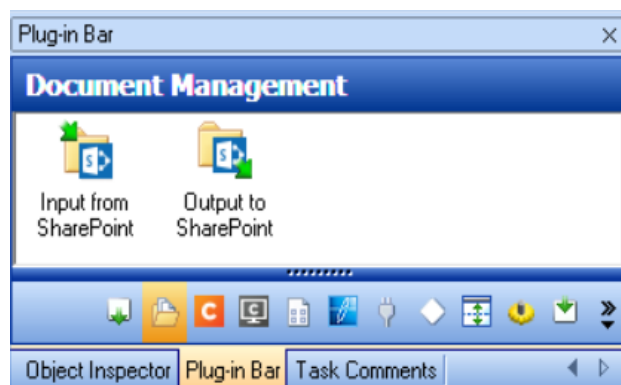 Plug-in Bar
Document Management
Input from
SharePoint
Output to
SharePoint
Object Inspector
Plug-in Bar
Task Comments